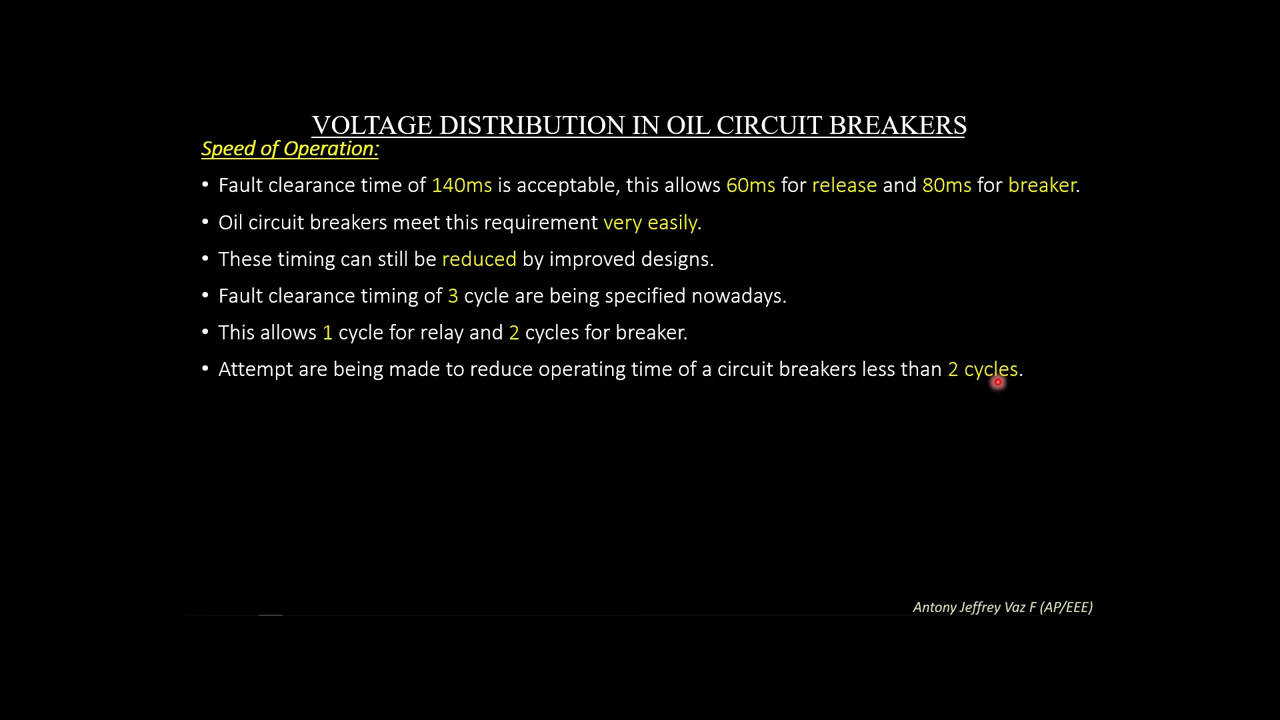 VOLTAGE DISTRIBUTION IN OIL CIRCUIT BREAKERS
Speed of Operation:
• Fault clearance time of 140ms is acceptable, this allows 60ms for release and 80ms for breaker.
• Oil circuit breakers meet this requirement very easily.
• These timing can still be reduced by improved designs.
• Fault clearance timing of 3 cycle are being specified nowadays.
• This allows 1 cycle for relay and 2 cycles for breaker.
• Attempt are being made to reduce operating time of a circuit breakers less than 2 cycles.
Antony Jeffrey Vaz F (AP/EEE)